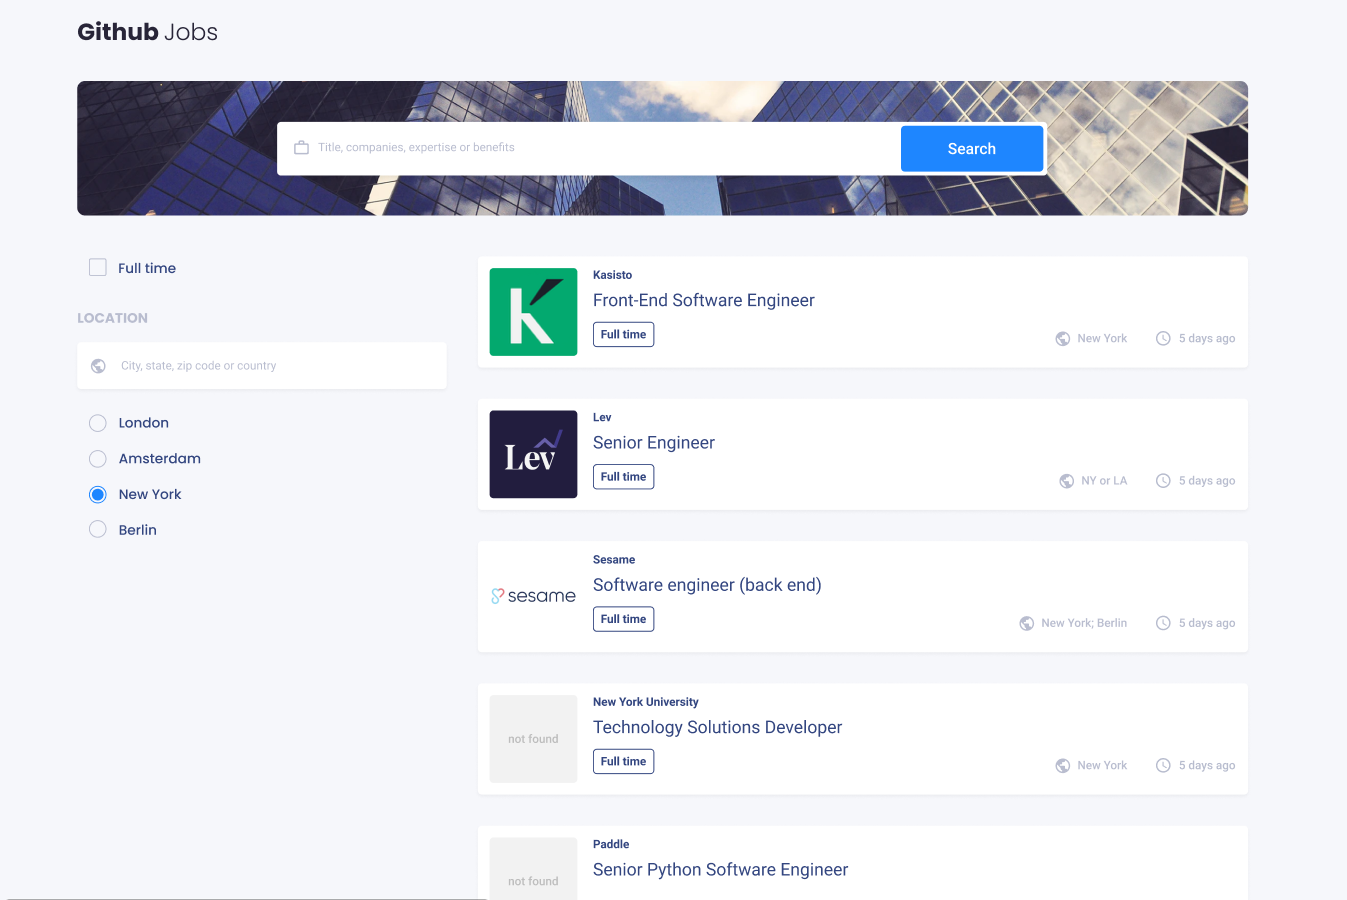 Github Jobs
Title, companies, expertise or benefits
Search
Full time
LOCATION
City, state, zip code or country
London
Amsterdam
New York
Berlin
K
Kasisto
Front-End Software Engineer
Full time
New York
5 days ago
Lev
Lev
Senior Engineer
Full time
NY or LA
5 days ago
sesame
Sesame
Software engineer (back end)
Full time
New York; Berlin
5 days ago
not found
New York University
Technology Solutions Developer
Full time
New York
5 days ago
not found
Paddle
Senior Python Software Engineer